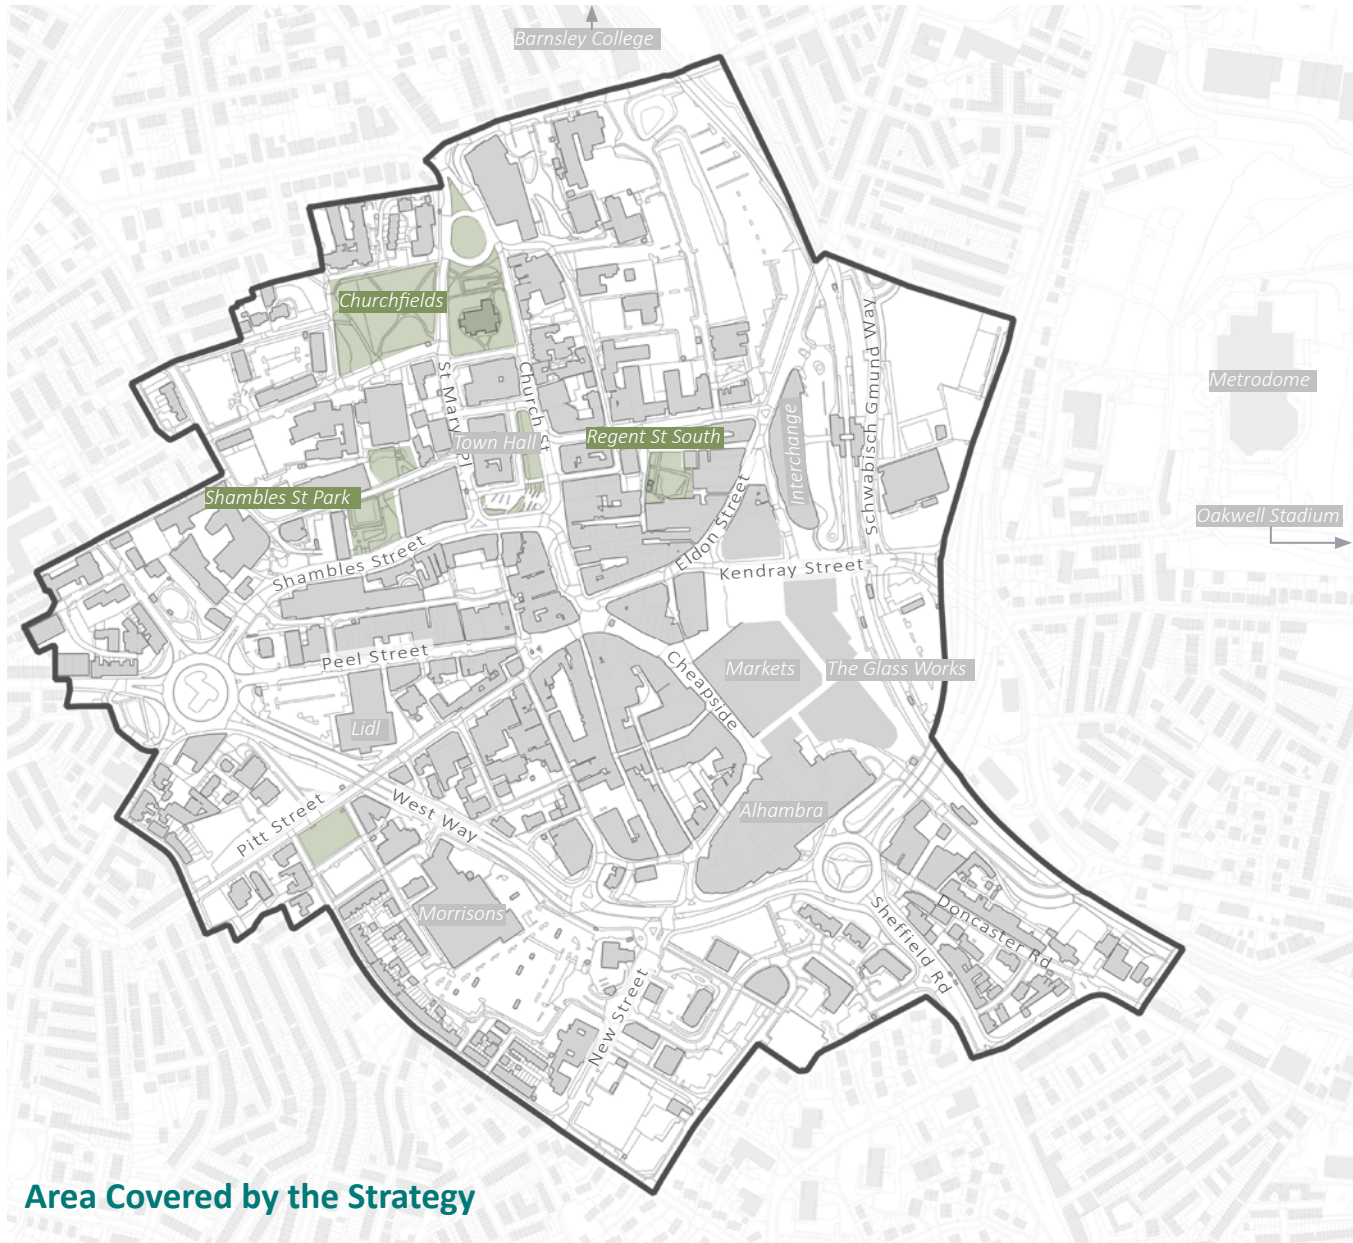 Barnsley College
Churchfields
Schwabisch Gmund Way
St Mary's Pl
Church St
Metrodome
Interchange
Regent St South
Town Hall
Shambles St Park
Oakwell Stadium
Eldon Street
Shambles Street
Kendray Street
Peel Street
Cheapside
Markets
The Glass Works
Lidl
West Way
Alhambra
Pitt Street
Morrisons
Sheffield Rd
Doncaster Rd
New Street
Area Covered by the Strategy